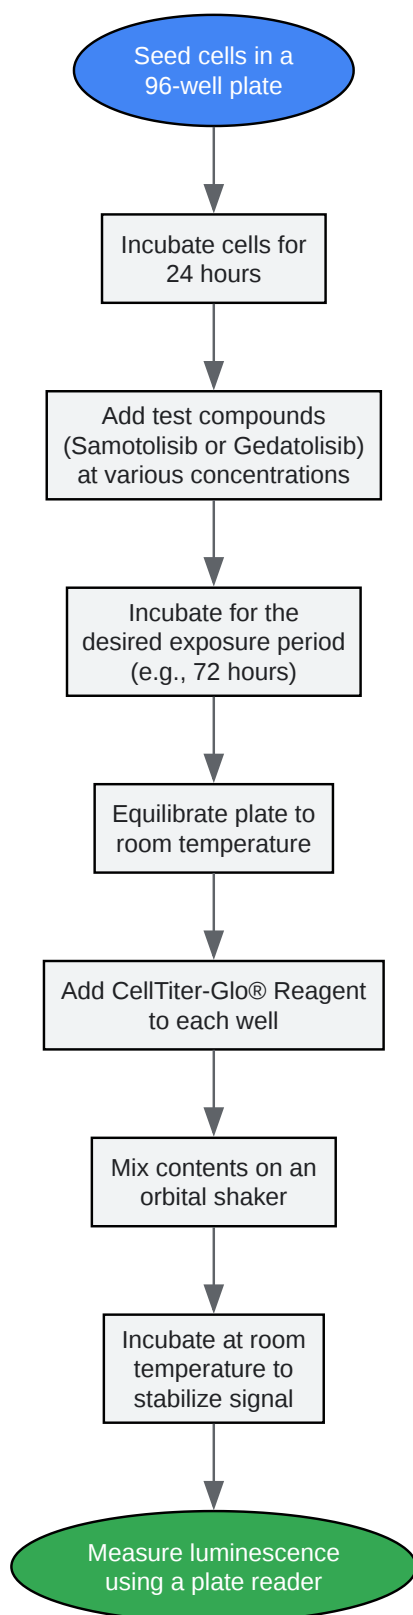 Seed cells in a
96-well plate
Incubate cells for
24 hours
Add test compounds
(Samotolisib or Gedatolisib)
at various concentrations
Incubate for the
desired exposure period
(e.g., 72 hours)
Equilibrate plate to
room temperature
Add CellTiter-Glo® Reagent
to each well
Mix contents on an
orbital shaker
Incubate at room
temperature to
stabilize signal
Measure luminescence
using a plate reader